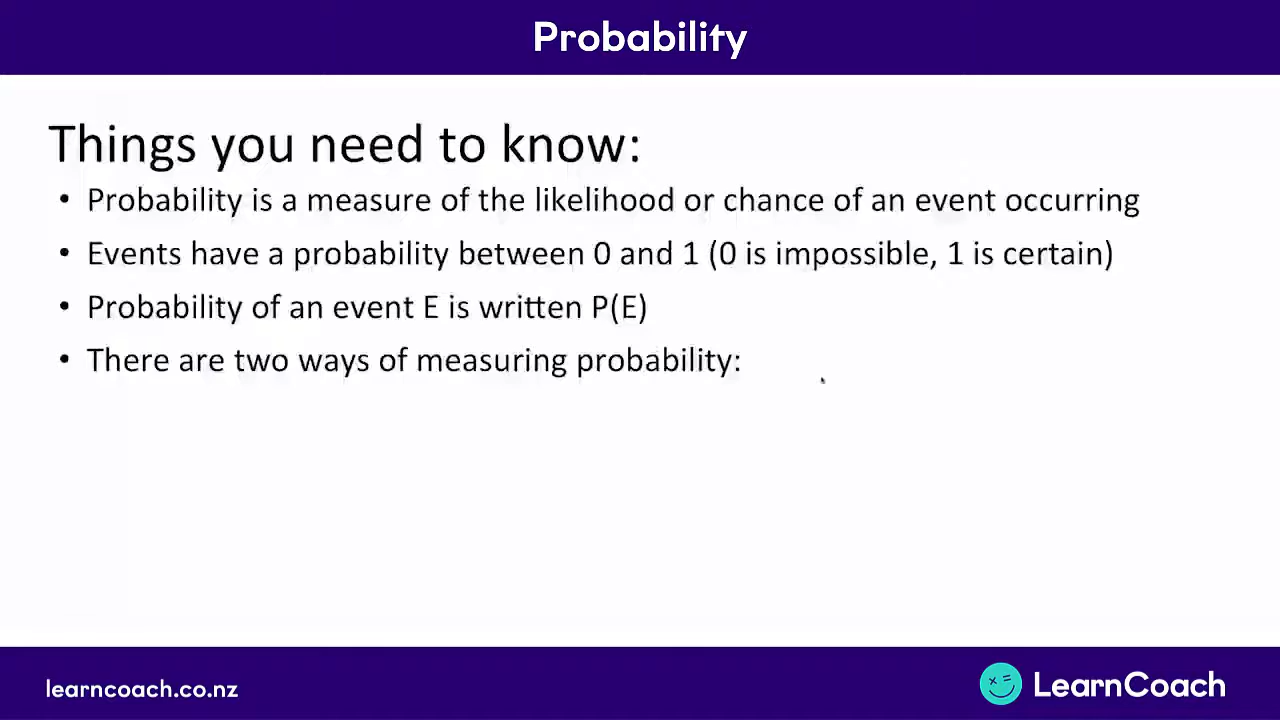 Probability
Things you need to know:
• Probability is a measure of the likelihood or chance of an event occurring
• Events have a probability between 0 and 1 (0 is impossible, 1 is certain)
• Probability of an event E is written P(E)
• There are two ways of measuring probability:
learncoach.co.nz
LearnCoach